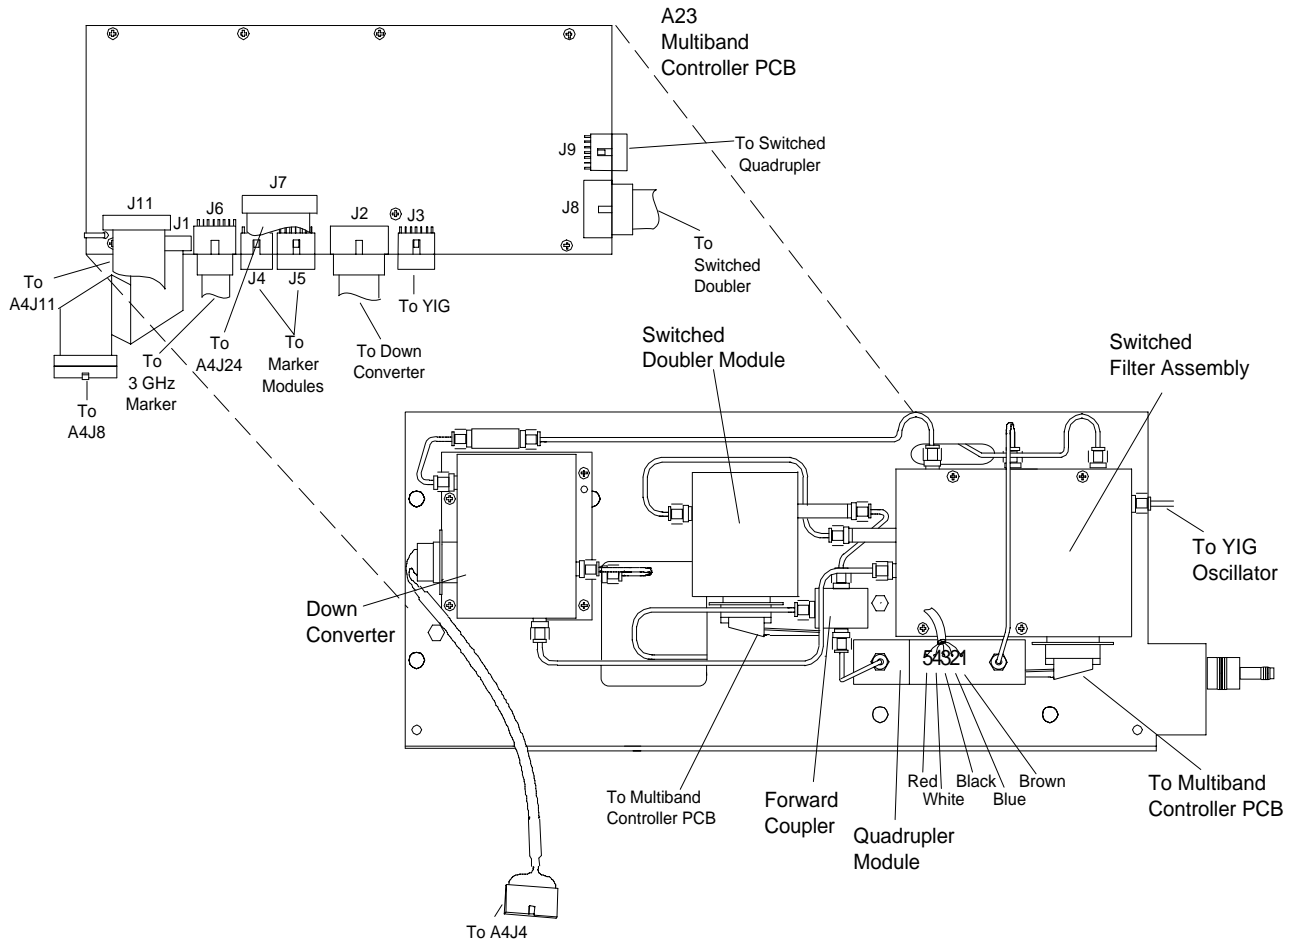 A23
Multiband
Controller PCB
J9
To Switched
Quadrupler
J8
To
Switched
Doubler
J7
J11
J1
J6
J2
J3
J4
J5
To
A4J11
To YIG
To
A4J8
To
3 GHz
Marker
To
A4J24
To
Marker
Modules
To Down
Converter
Switched
Doubler Module
Switched
Filter Assembly
To YIG
Oscillator
Down
Converter
54321
Red
White
Black
Blue
Brown
To Multiband
Controller PCB
Forward
Coupler
Quadrupler
Module
To Multiband
Controller PCB
To A4J4